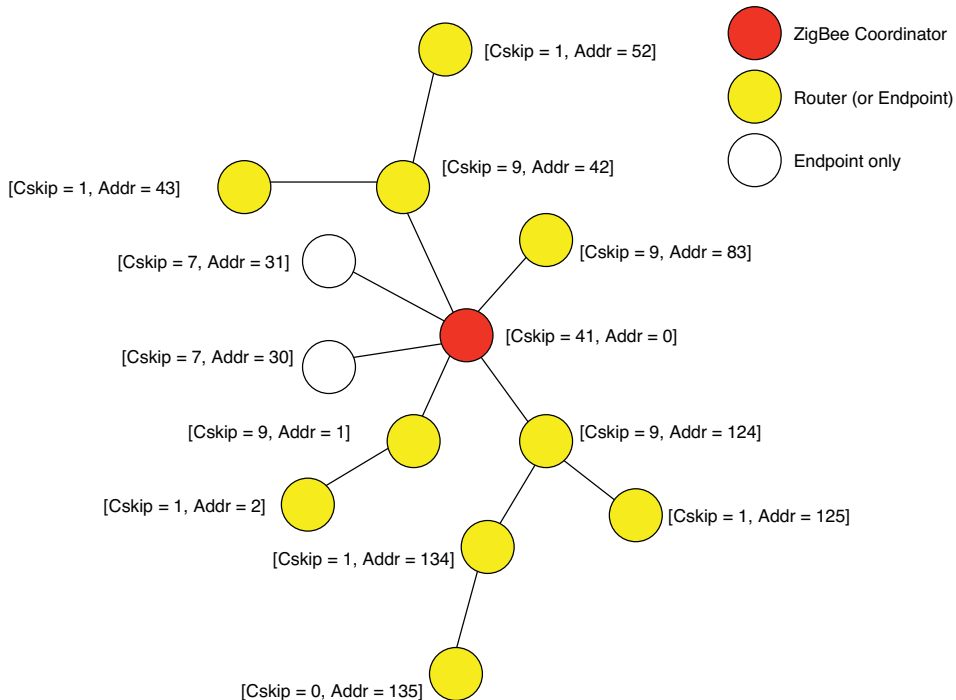 [Cskip = 1, Addr = 52]
ZigBee Coordinator
Router (or Endpoint)
Endpoint only
[Cskip = 9, Addr = 42]
[Cskip = 1, Addr = 43]
[Cskip = 7, Addr = 31]
[Cskip = 9, Addr = 83]
[Cskip = 41, Addr = 0]
[Cskip = 7, Addr = 30]
[Cskip = 9, Addr = 1]
[Cskip = 9, Addr = 124]
[Cskip = 1, Addr = 2]
[Cskip = 1, Addr = 125]
[Cskip = 1, Addr = 134]
[Cskip = 0, Addr = 135]